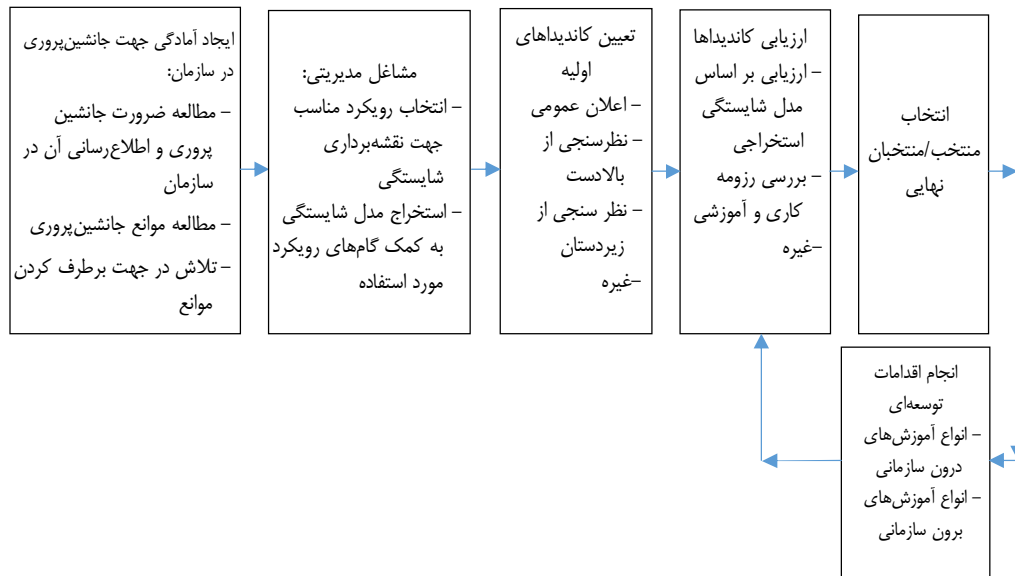 ایجاد آمادگی جهت جانشین‌پروری
در سازمان:
– مطالعه ضرورت جانشین
پروری و اطلاع‌رسانی آن در
سازمان
– مطالعه موانع جانشین‌پروری
– تلاش در جهت برطرف کردن
موانع
مشاغل مدیریتی:
– انتخاب رویکرد مناسب
جهت نقشه‌برداری
شایستگی
– استخراج مدل شایستگی
به کمک گام‌های رویکرد
مورد استفاده
تعیین کاندیداهای
اولیه
– اعلان عمومی
– نظرسنجی از
بالادست
– نظر سنجی از
زیردستان
–غیره
ارزیابی کاندیداها
– ارزیابی بر اساس
مدل شایستگی
استخراجی
– بررسی رزومه
کاری و آموزشی
–غیره
انتخاب
منتخب/منتخبان
نهایی
انجام اقدامات
توسعه‌ای
– انواع آموزش‌های
درون سازمانی
– انواع آموزش‌های
برون سازمانی